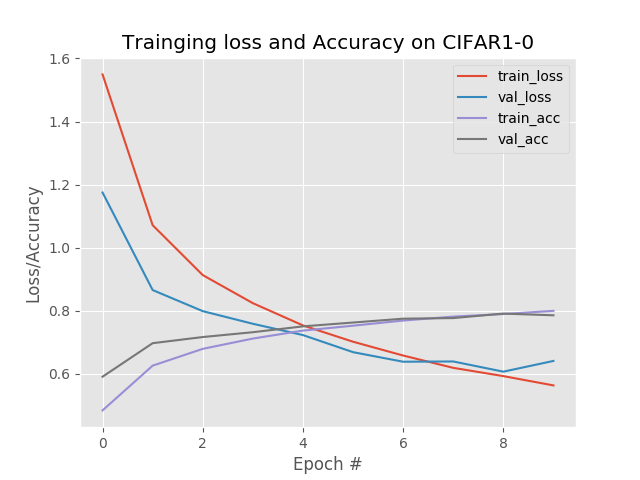 Trainging loss and Accuracy on CIFAR1-0
train_loss
val_loss
train_acc
val_acc
1.6
1.4
1.2
1.0
0.8
0.6
Loss/Accuracy
0 2 4 6 8
Epoch #